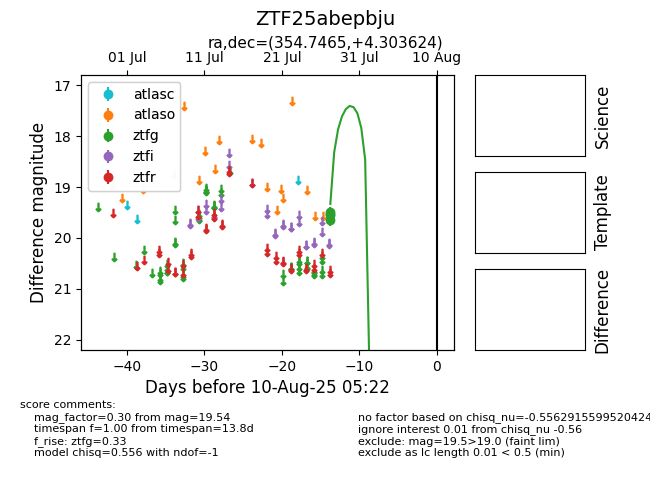 ZTF25abepbju
ra,dec=(354.7465,+4.303624)
01 Jul
11 Jul
21 Jul
31 Jul
10 Aug
17
18
19
20
21
22
Difference magnitude
atlasc
atlaso
ztfg
ztfi
ztfr
−40
−30
−20
−10
0
Days before 10-Aug-25 05:22
Science
Template
Difference
score comments:
mag_factor=0.30 from mag=19.54
timespan f=1.00 from timespan=13.8d
f_rise: ztfg=0.33
model chisq=0.556 with ndof=-1
no factor based on chisq_nu=-0.5562915599520424
ignore interest 0.01 from chisq_nu -0.56
exclude: mag=19.5>19.0 (faint lim)
exclude as lc length 0.01 < 0.5 (min)